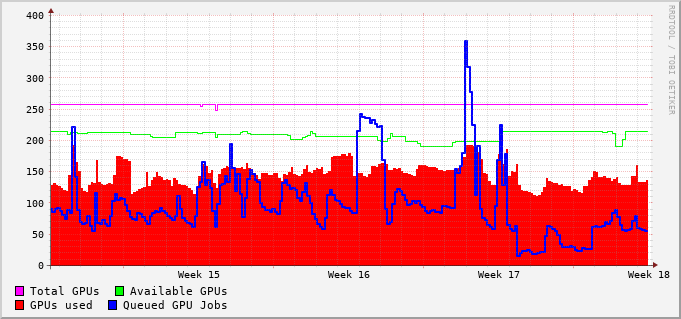 400
350
300
250
200
150
100
50
0
Week 15 Week 16 Week 17 Week 18
Total GPUs Available GPUs
GPUs used Queued GPU Jobs
RRDTOOL / TOBI OETIKER